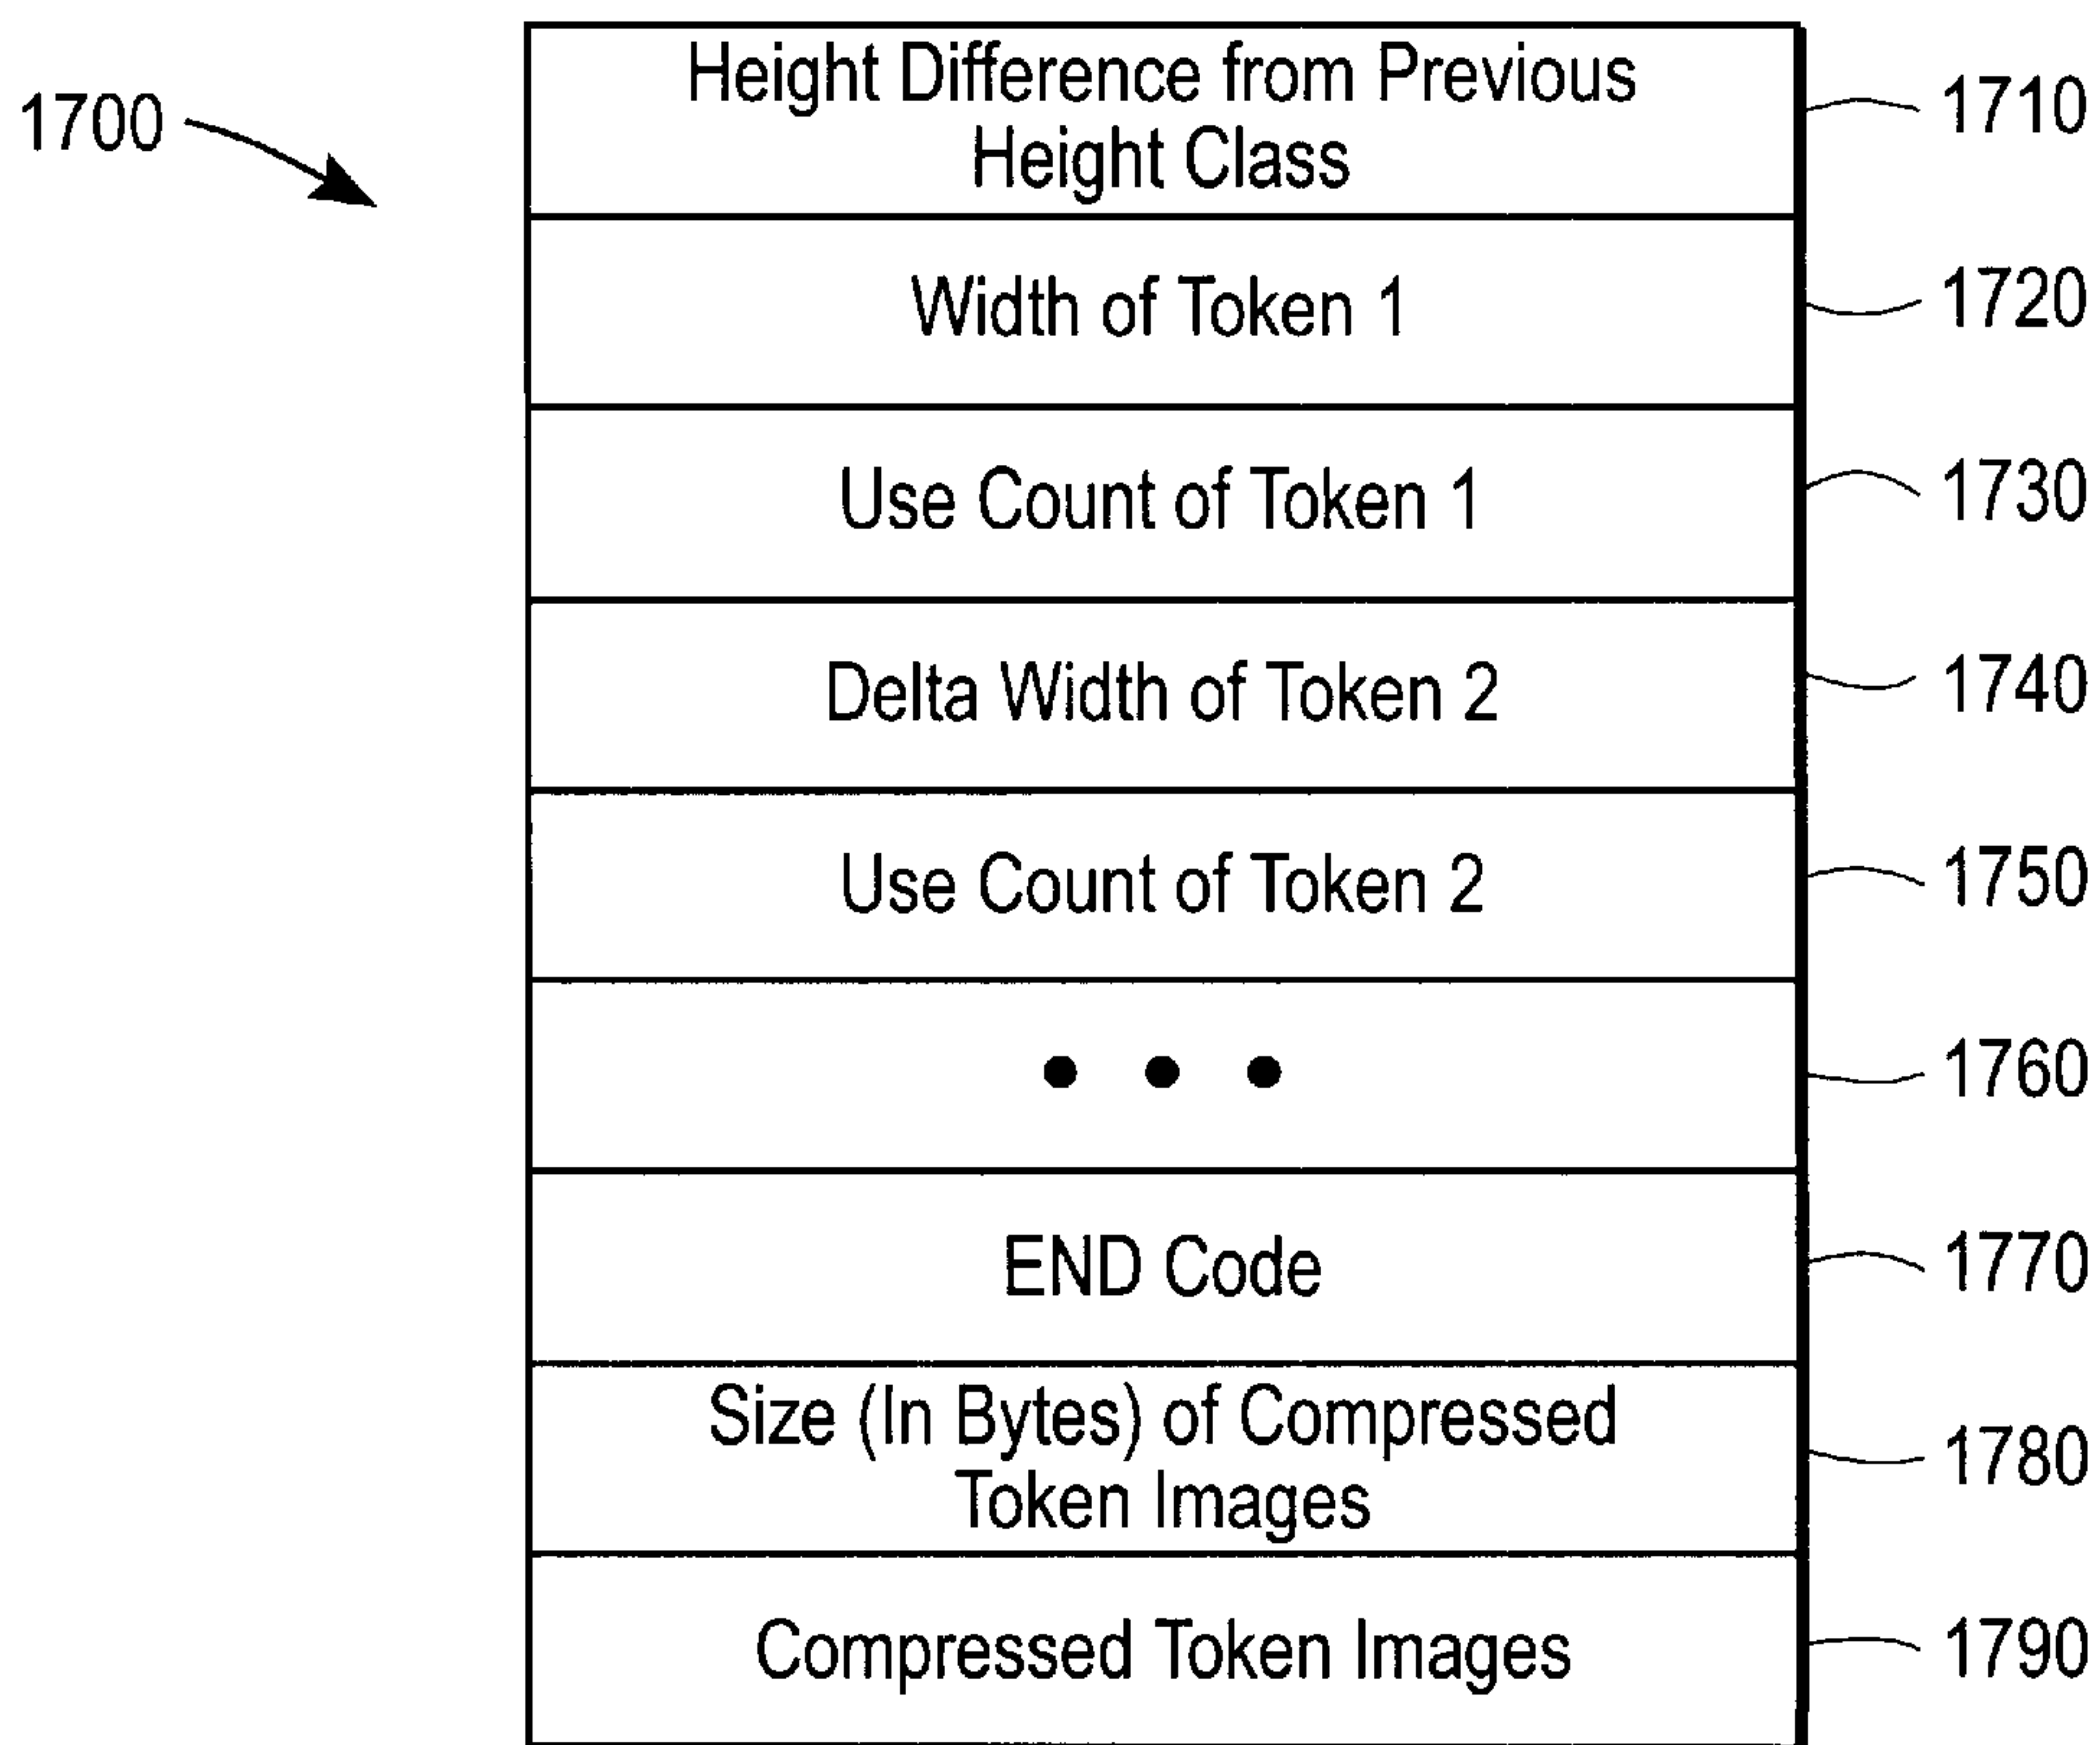 1700
Height Difference from Previous
Height Class
1710
Width of Token 1
1720
Use Count of Token 1
1730
Delta Width of Token 2
1740
Use Count of Token 2
1750
• • •
1760
END Code
1770
Size (In Bytes) of Compressed
Token Images
1780
Compressed Token Images
1790